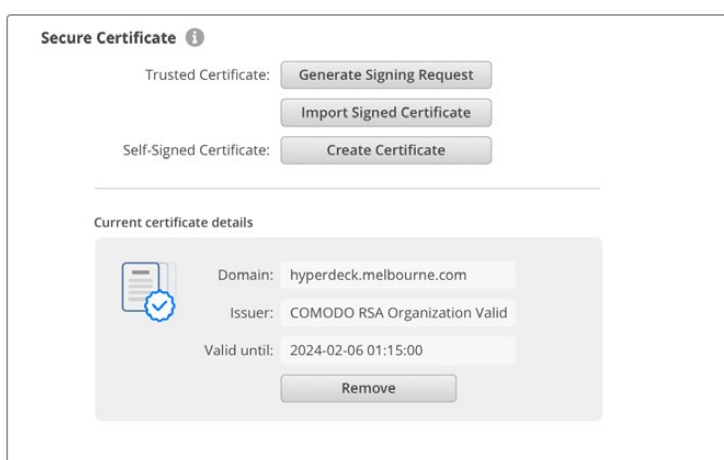 Secure Certificate
Trusted Certificate: Generate Signing Request
Import Signed Certificate
Self-Signed Certificate: Create Certificate
Current certificate details
Domain: hyperdeck.melbourne.com
Issuer: COMODO RSA Organization Valid
Valid until: 2024-02-06 01:15:00
Remove